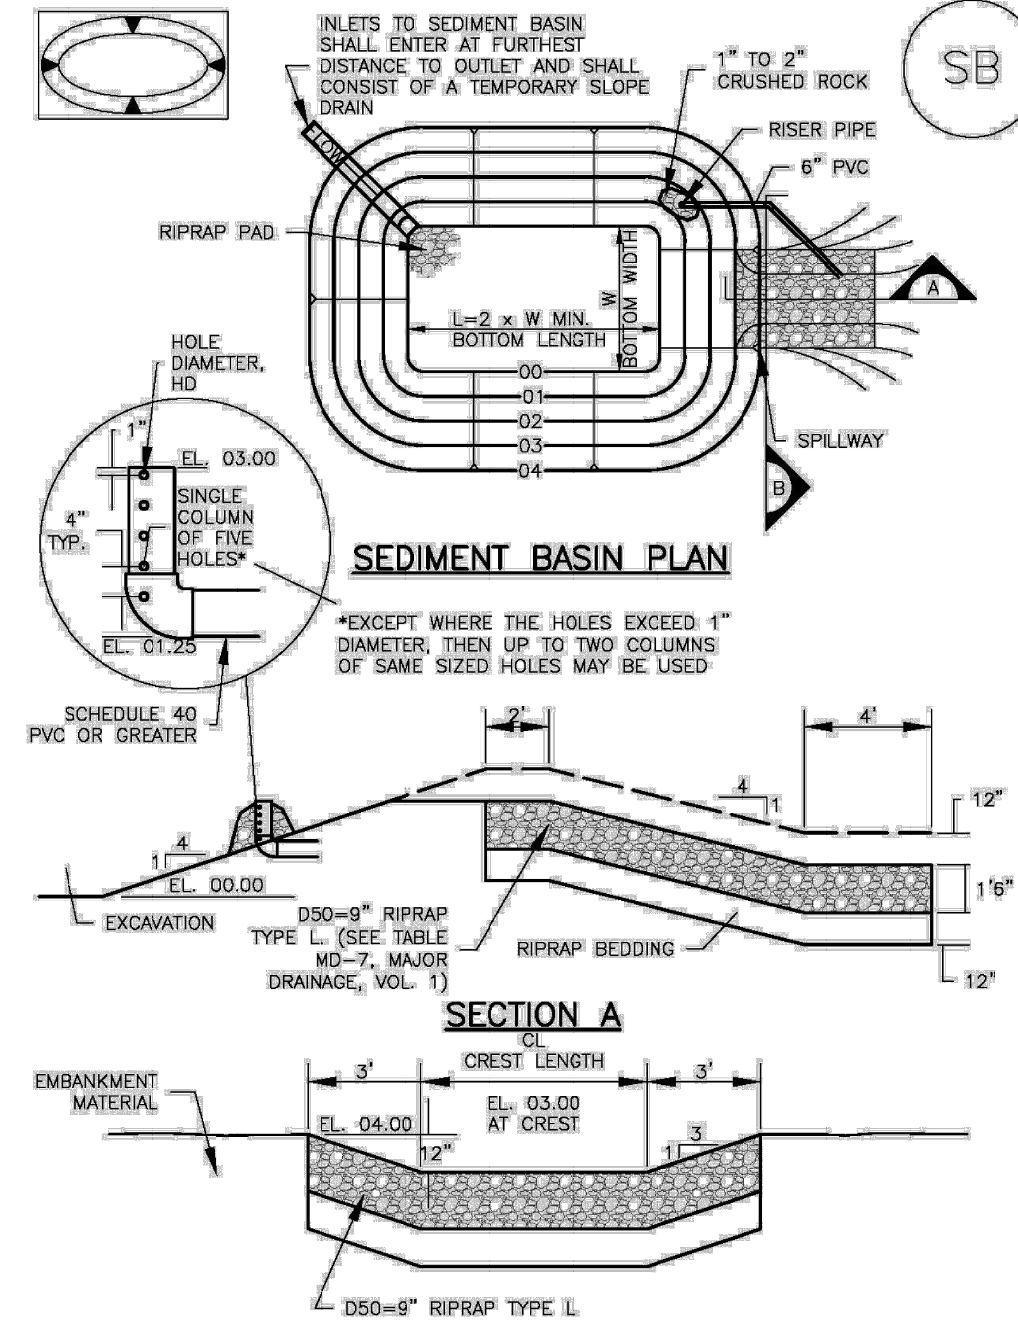 INLETS TO SEDIMENT BASIN
SHALL ENTER AT FURTHEST
DISTANCE TO OUTLET AND SHALL
CONSIST OF A TEMPORARY SLOPE
DRAIN
1" TO 2"
CRUSHED ROCK
SB
RISER PIPE
6" PVC
FLOW
RIPRAP PAD
W
BOTTOM WIDTH
A
L=2 x W MIN.
BOTTOM LENGTH
00
01
02
03
04
SPILLWAY
B
HOLE
DIAMETER,
HD
1"
EL. 03.00
SINGLE
COLUMN
OF FIVE
HOLES*
4"
TYP.
EL. 01.25
SEDIMENT BASIN PLAN
*EXCEPT WHERE THE HOLES EXCEED 1"
DIAMETER, THEN UP TO TWO COLUMNS
OF SAME SIZED HOLES MAY BE USED
SCHEDULE 40
PVC OR GREATER
2'
4'
4
1
12"
4
1
EL. 00.00
1'6"
EXCAVATION
D50=9" RIPRAP
TYPE L. (SEE TABLE
MD-7, MAJOR
DRAINAGE, VOL. 1)
RIPRAP BEDDING
12"
SECTION A
CL
CREST LENGTH
3'
3'
EMBANKMENT
MATERIAL
EL. 04.00
EL. 03.00
AT CREST
12"
3
1
D50=9" RIPRAP TYPE L